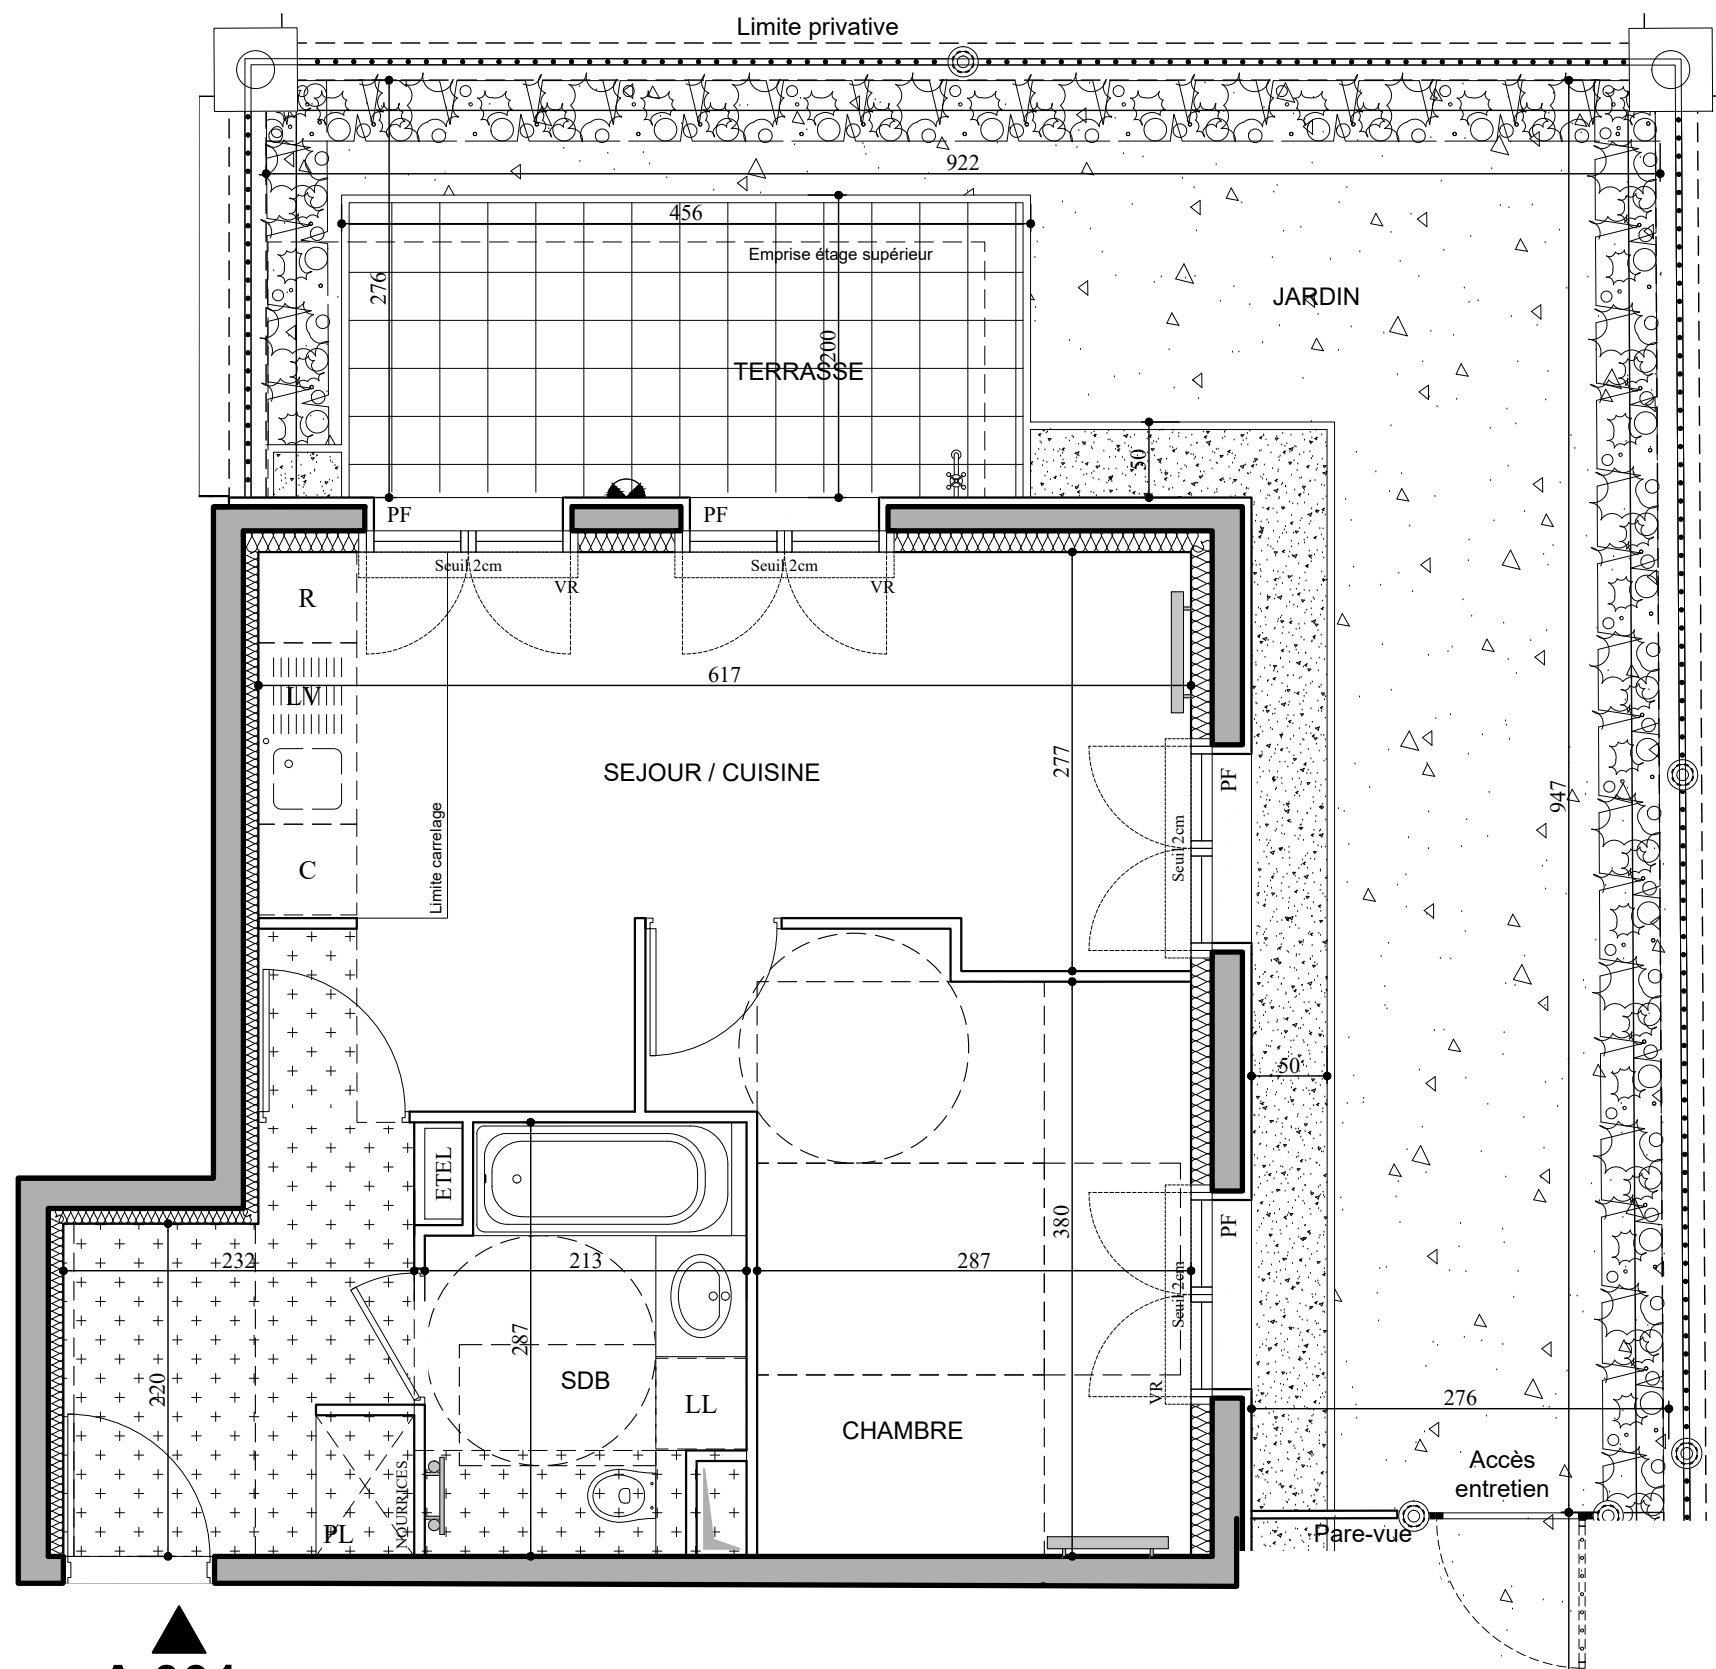 Limite privative
922
456
Emprise étage supérieur
276
JARDIN
200
TERRASSE
50
PF
PF
Seuil 2cm
VR
Seuil 2cm
VR
R
617
LV
SEJOUR / CUISINE
277
PF
947
Seuil 2cm
C
Limite carrelage
50
ETEL
380
PF
232
213
287
Seuil 2cm
287
220
SDB
VR
LL
276
CHAMBRE
Accès
entretien
NOURRICES
PL
Pare-vue